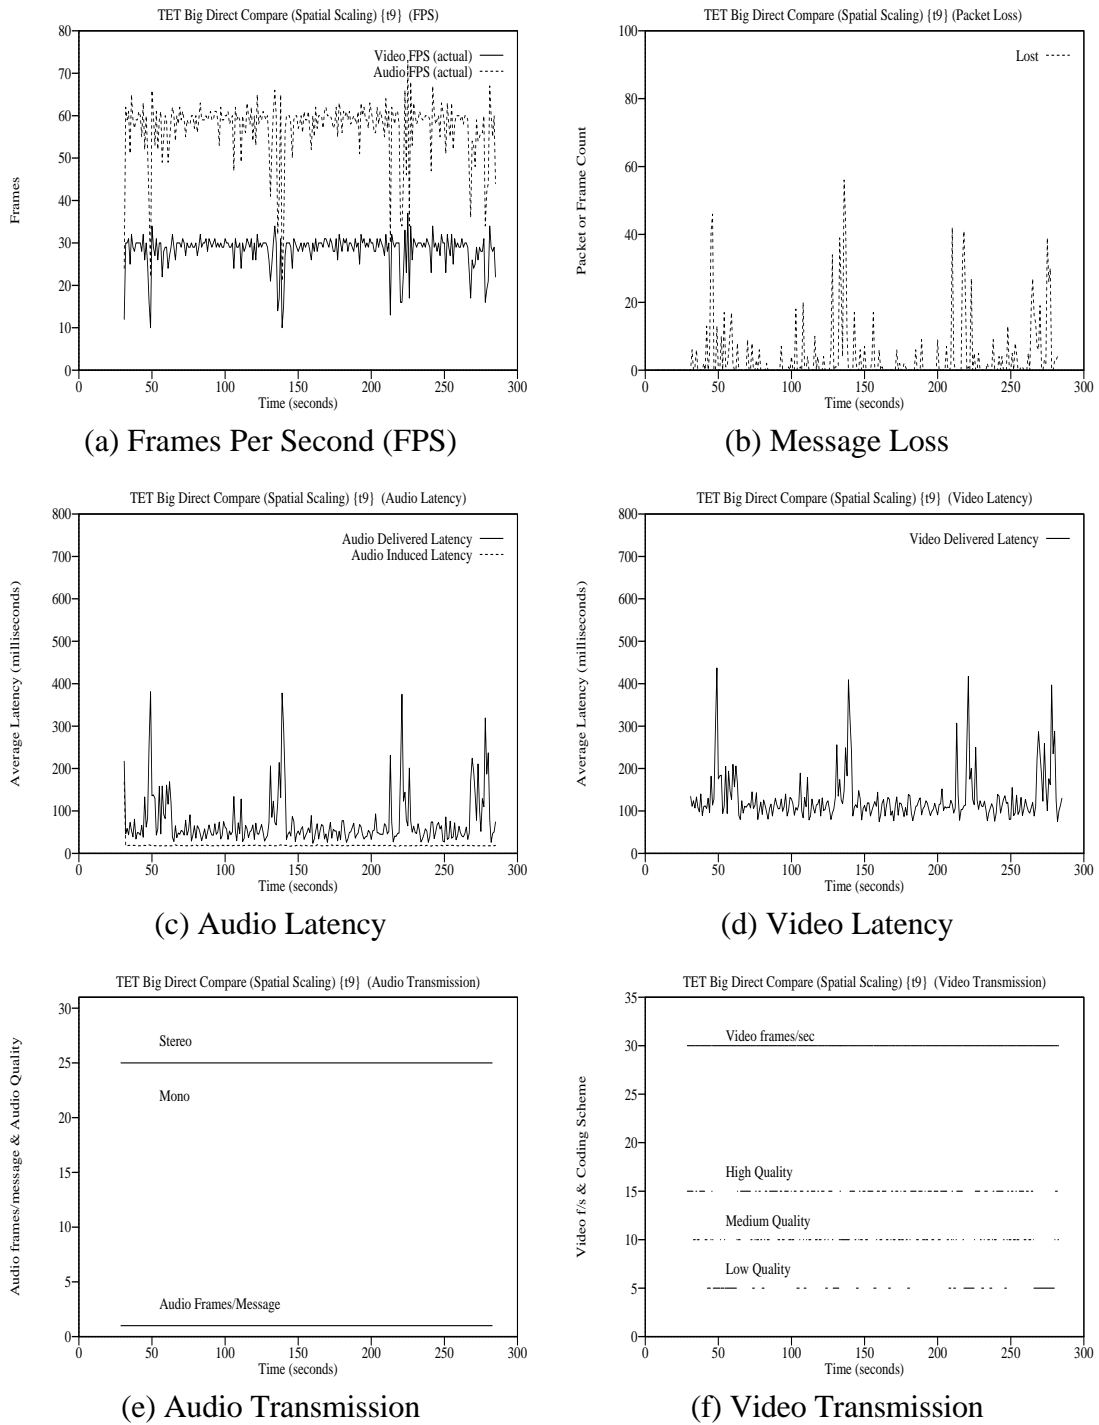 TET Big Direct Compare (Spatial Scaling) {t9} (FPS)
80
70
60
50
40
30
20
10
0
Frames
Video FPS (actual)
Audio FPS (actual)
0 50 100 150 200 250 300
Time (seconds)
(a) Frames Per Second (FPS)
TET Big Direct Compare (Spatial Scaling) {t9} (Packet Loss)
100
80
60
40
20
0
Packet or Frame Count
Lost
0 50 100 150 200 250 300
Time (seconds)
(b) Message Loss
TET Big Direct Compare (Spatial Scaling) {t9} (Audio Latency)
800
700
600
500
400
300
200
100
0
Average Latency (milliseconds)
Audio Delivered Latency
Audio Induced Latency
0 50 100 150 200 250 300
Time (seconds)
(c) Audio Latency
TET Big Direct Compare (Spatial Scaling) {t9} (Video Latency)
800
700
600
500
400
300
200
100
0
Average Latency (milliseconds)
Video Delivered Latency
0 50 100 150 200 250 300
Time (seconds)
(d) Video Latency
TET Big Direct Compare (Spatial Scaling) {t9} (Audio Transmission)
30
25
20
15
10
5
0
Audio frames/message & Audio Quality
Stereo
Mono
Audio Frames/Message
0 50 100 150 200 250 300
Time (seconds)
(e) Audio Transmission
TET Big Direct Compare (Spatial Scaling) {t9} (Video Transmission)
35
30
25
20
15
10
5
0
Video f/s & Coding Scheme
Video frames/sec
High Quality
Medium Quality
Low Quality
0 50 100 150 200 250 300
Time (seconds)
(f) Video Transmission